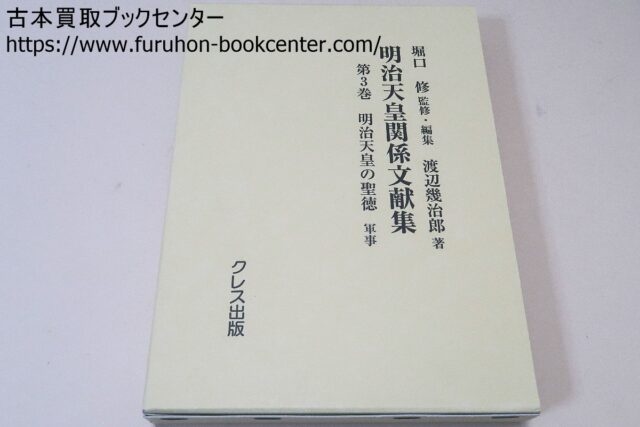 古本買取ブックセンター
https://www.furuhon-bookcenter.com/
堀口 修 監修・編集 渡辺幾治郎 著
明治天皇関係文献集
第3巻 明治天皇の聖徳 軍事
クレス出版